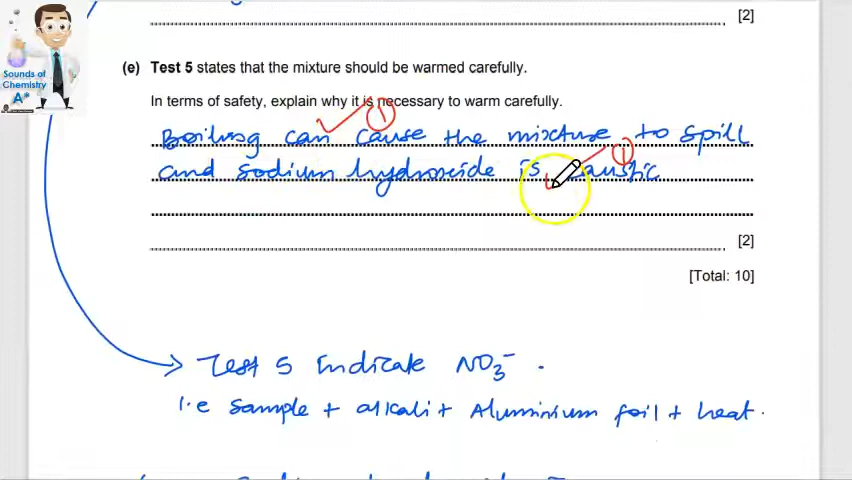 [2]
Sounds of
Chemistry
A*
(e) Test 5 states that the mixture should be warmed carefully.
In terms of safety, explain why it is necessary to warm carefully.
Boiling can cause the mixture to spill
1
and sodium hydroxide is caustic
1
[2]
[Total: 10]
Test 5 indicate NO3-.
i.e sample + alkali + Aluminium foil + heat.